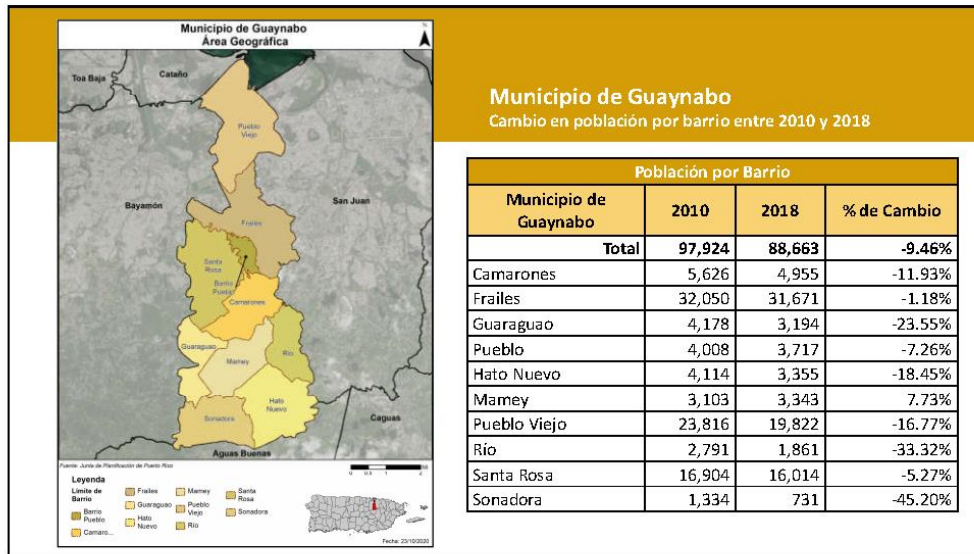 Municipio de Guaynabo
Área Geográfica
Toa Baja
Cataño
Pueblo
Viejo
Bayamón
San Juan
Frailes
Santa
Rosa
Barrio
Pueblo
Camarones
Guaraguao
Mamey
Río
Hato
Nuevo
Sonadora
Caguas
Aguas Buenas
Fuente: Junta de Planificación de Puerto Rico
Leyenda
Límite de
Barrio
Barrio
Pueblo
Camaro...
Frailes
Guaraguao
Hato
Nuevo
Mamey
Pueblo
Viejo
Río
Santa
Rosa
Sonadora
Fecha: 23/10/2020
Municipio de Guaynabo
Cambio en población por barrio entre 2010 y 2018
Población por Barrio
Municipio de Guaynabo 2010 2018 % de Cambio
Total 97,924 88,663 -9.46%
Camarones 5,626 4,955 -11.93%
Frailes 32,050 31,671 -1.18%
Guaraguao 4,178 3,194 -23.55%
Pueblo 4,008 3,717 -7.26%
Hato Nuevo 4,114 3,355 -18.45%
Mamey 3,103 3,343 7.73%
Pueblo Viejo 23,816 19,822 -16.77%
Río 2,791 1,861 -33.32%
Santa Rosa 16,904 16,014 -5.27%
Sonadora 1,334 731 -45.20%